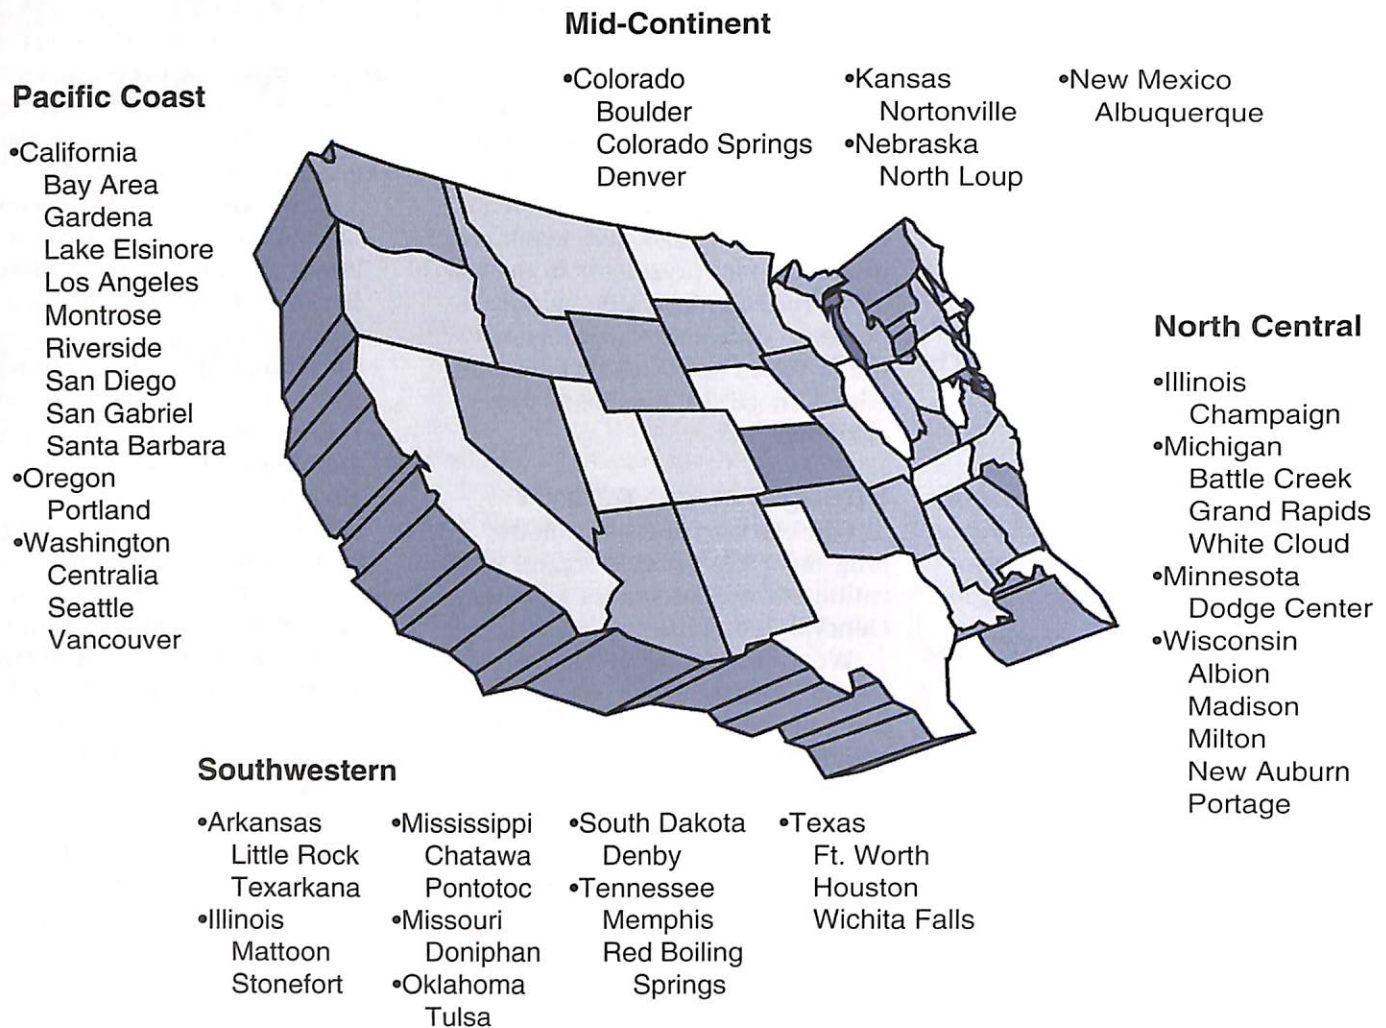 Mid-Continent
•Colorado
Boulder
Colorado Springs
Denver
•Kansas
Nortonville
•Nebraska
North Loup
•New Mexico
Albuquerque
Pacific Coast
•California
Bay Area
Gardena
Lake Elsinore
Los Angeles
Montrose
Riverside
San Diego
San Gabriel
Santa Barbara
•Oregon
Portland
•Washington
Centralia
Seattle
Vancouver
North Central
•Illinois
Champaign
•Michigan
Battle Creek
Grand Rapids
White Cloud
•Minnesota
Dodge Center
•Wisconsin
Albion
Madison
Milton
New Auburn
Portage
Southwestern
•Arkansas
Little Rock
Texarkana
•Illinois
Mattoon
Stonefort
•Mississippi
Chatawa
Pontotoc
•Missouri
Doniphan
•Oklahoma
Tulsa
•South Dakota
Denby
•Tennessee
Memphis
Red Boiling
Springs
•Texas
Ft. Worth
Houston
Wichita Falls